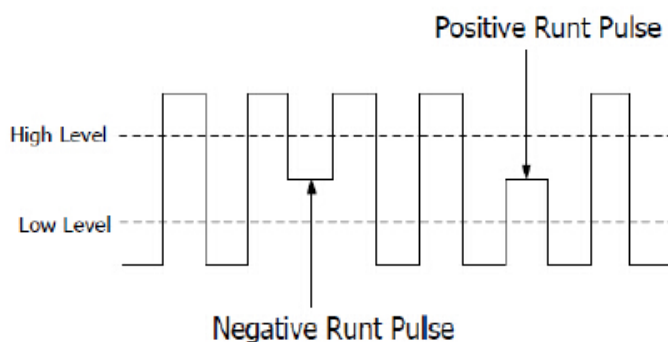 Positive Runt Pulse
High Level
Low Level
Negative Runt Pulse